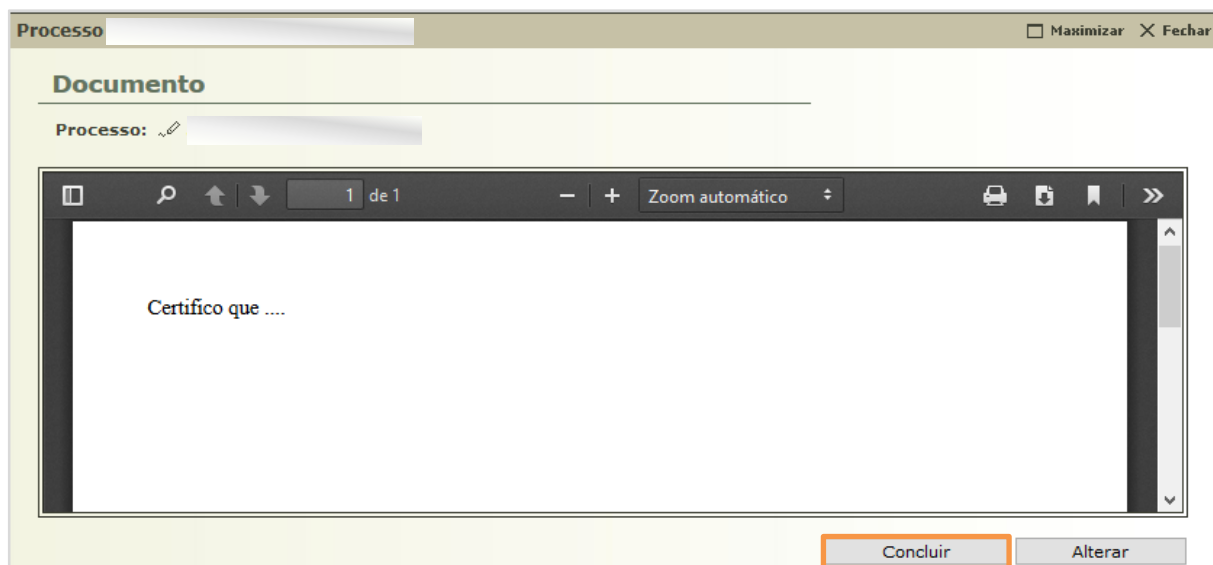 Processo Maximizar Fechar
Documento
Processo:
1 de 1 Zoom automático
Certifico que ....
Concluir Alterar